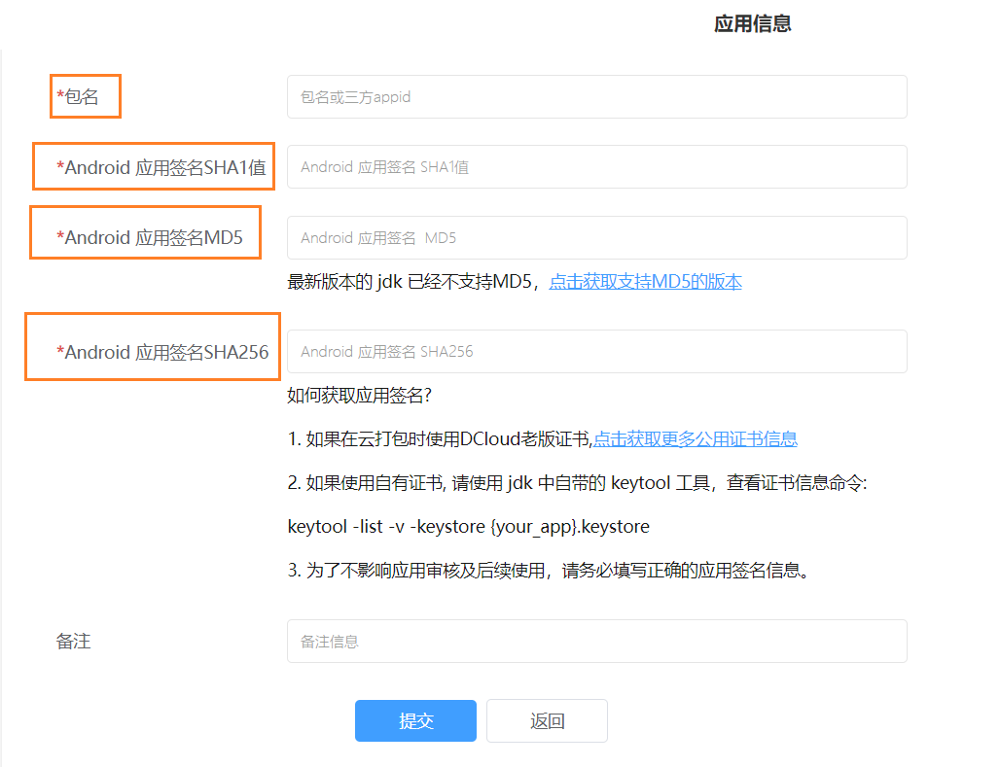 应用信息
*包名
包名或三方appid
*Android 应用签名SHA1值
Android 应用签名 SHA1值
*Android 应用签名MD5
Android 应用签名  MD5
最新版本的 jdk 已经不支持MD5，点击获取支持MD5的版本
*Android 应用签名SHA256
Android 应用签名 SHA256
如何获取应用签名?
1. 如果在云打包时使用DCloud老版证书,点击获取更多公用证书信息
2. 如果使用自有证书, 请使用 jdk 中自带的 keytool 工具，查看证书信息命令:
keytool -list -v -keystore {your_app}.keystore
3. 为了不影响应用审核及后续使用，请务必填写正确的应用签名信息。
备注
备注信息
提交
返回